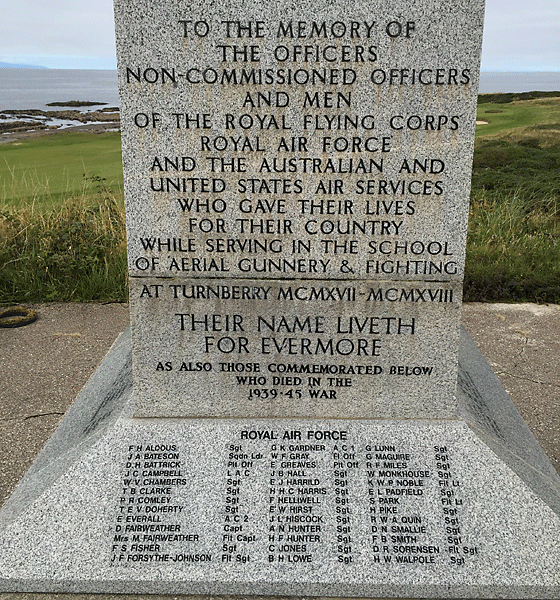 TO THE MEMORY OF
THE OFFICERS
NON-COMMISSIONED OFFICERS
AND MEN
OF THE ROYAL FLYING CORPS
ROYAL AIR FORCE
AND THE AUSTRALIAN AND
UNITED STATES AIR SERVICES
WHO GAVE THEIR LIVES
FOR THEIR COUNTRY
WHILE SERVING IN THE SCHOOL
OF AERIAL GUNNERY & FIGHTING
AT TURNBERRY MCMXVII-MCMXVIII
THEIR NAME LIVETH
FOR EVERMORE
AS ALSO THOSE COMMEMORATED BELOW
WHO DIED IN THE
1939-45 WAR
ROYAL AIR FORCE
F H ALDOUS Sgt G K GARDNER A C 1 G LUNN Sgt
J A BATESON Sqdn Ldr W F GRAY Fl Off G MAGUIRE Sgt
D H BATTRICK Plt Off E GREAVES Plt Off R F MILES Sgt
J C CAMPBELL L A C J B HALL Sgt W MONKHOUSE Sgt
W V CHAMBERS Sgt E J HARRILD Sgt K W P NOBLE Flt Lt
T B CLARKE Sgt H H C HARRIS Sgt E L PADFIELD Sgt
P R COMLEY Sgt F HELLIWELL Sgt S PARK Flt Lt
T E V DOHERTY Sgt E W HIRST Sgt H PIKE Sgt
E EVERALL A C 2 J L HISCOCK Sgt R W A QUIN Sgt
D FAIRWEATHER Capt A N HUNTER Sgt D N SMALLIE Sgt
Mrs M FAIRWEATHER Flt Capt H F HUNTER Sgt F B SMITH Sgt
F S FISHER Sgt C JONES Sgt D R SORENSEN Flt Sgt
J F FORSYTHE-JOHNSON Flt Sgt B H LOWE Sgt H W WALPOLE Sgt